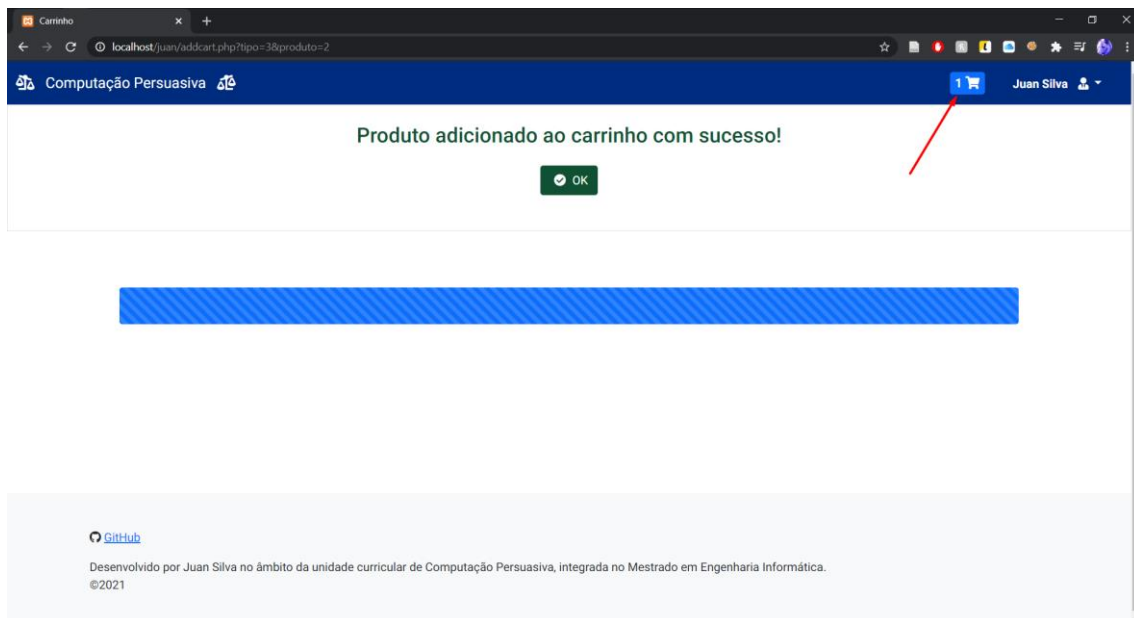 Carrinho
localhost/juan/addcart.php?tipo=3&produto=2
Computação Persuasiva
1
Juan Silva
Produto adicionado ao carrinho com sucesso!
OK
GitHub
Desenvolvido por Juan Silva no âmbito da unidade curricular de Computação Persuasiva, integrada no Mestrado em Engenharia Informática.
©2021